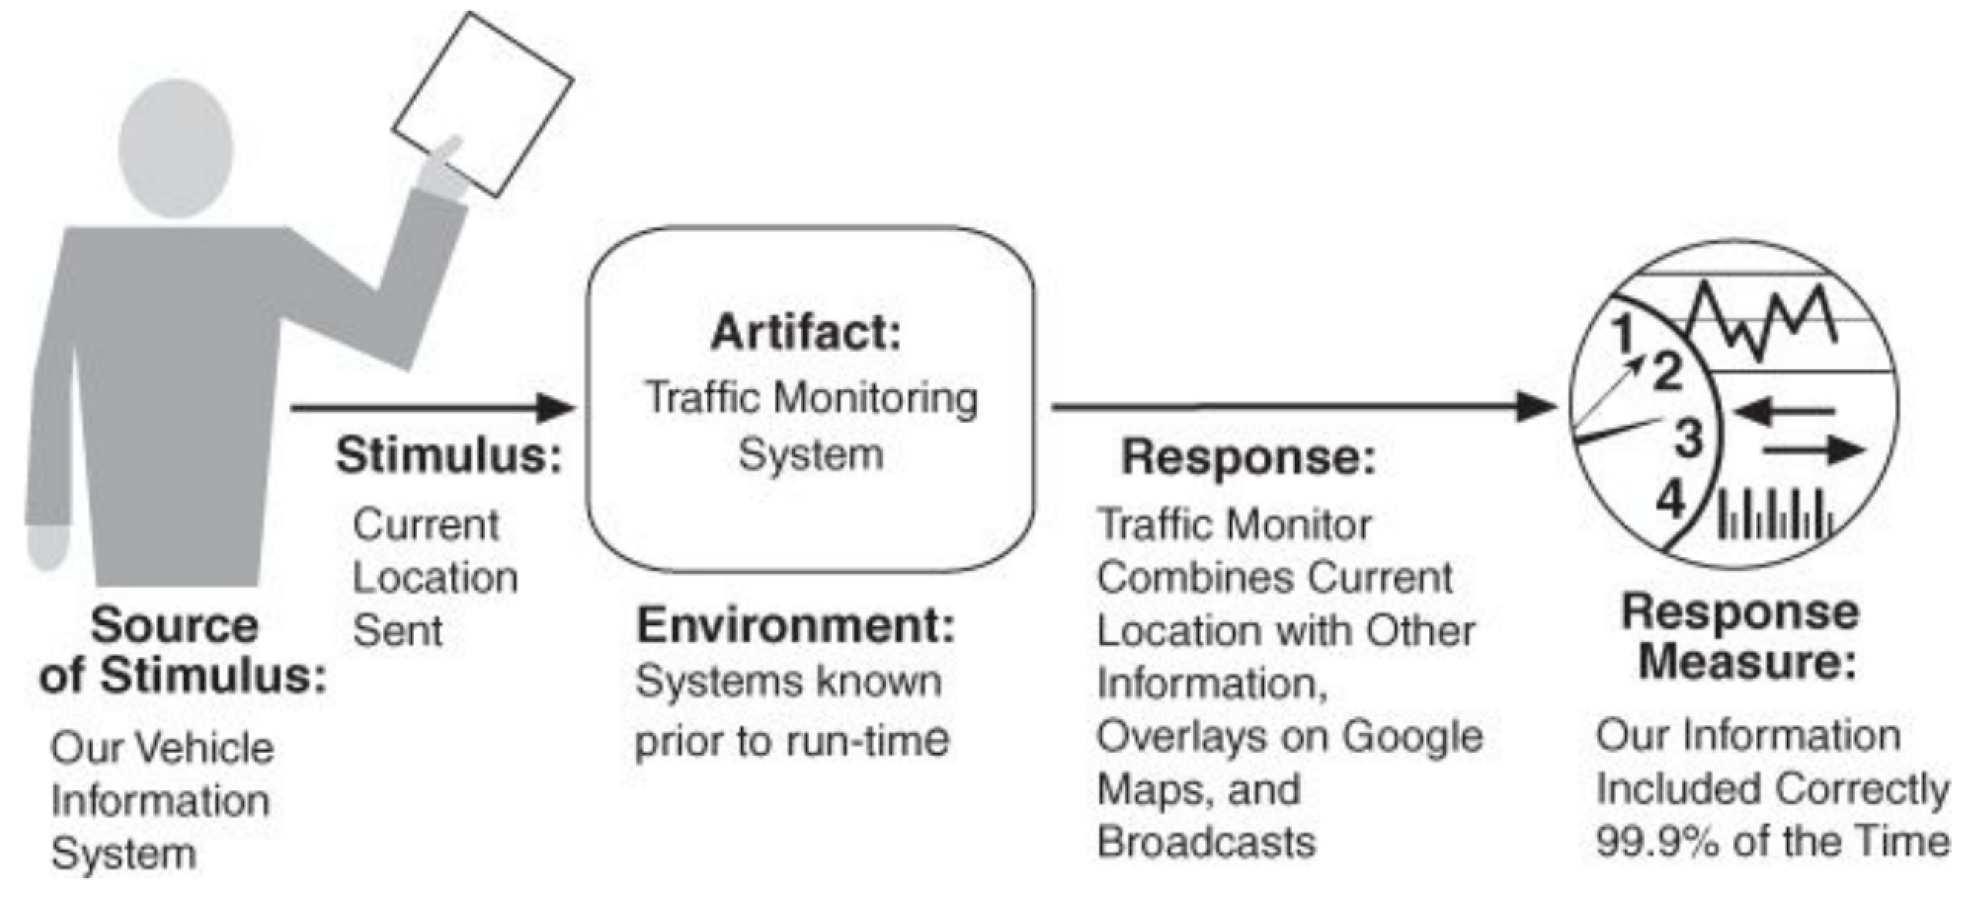 Artifact:
Traffic Monitoring
System
Stimulus:
Current
Location
Sent
Source
of Stimulus:
Our Vehicle
Information
System
Environment:
Systems known
prior to run-time
Response:
Traffic Monitor
Combines Current
Location with Other
Information,
Overlays on Google
Maps, and
Broadcasts
1
2
3
4
Response
Measure:
Our Information
Included Correctly
99.9% of the Time